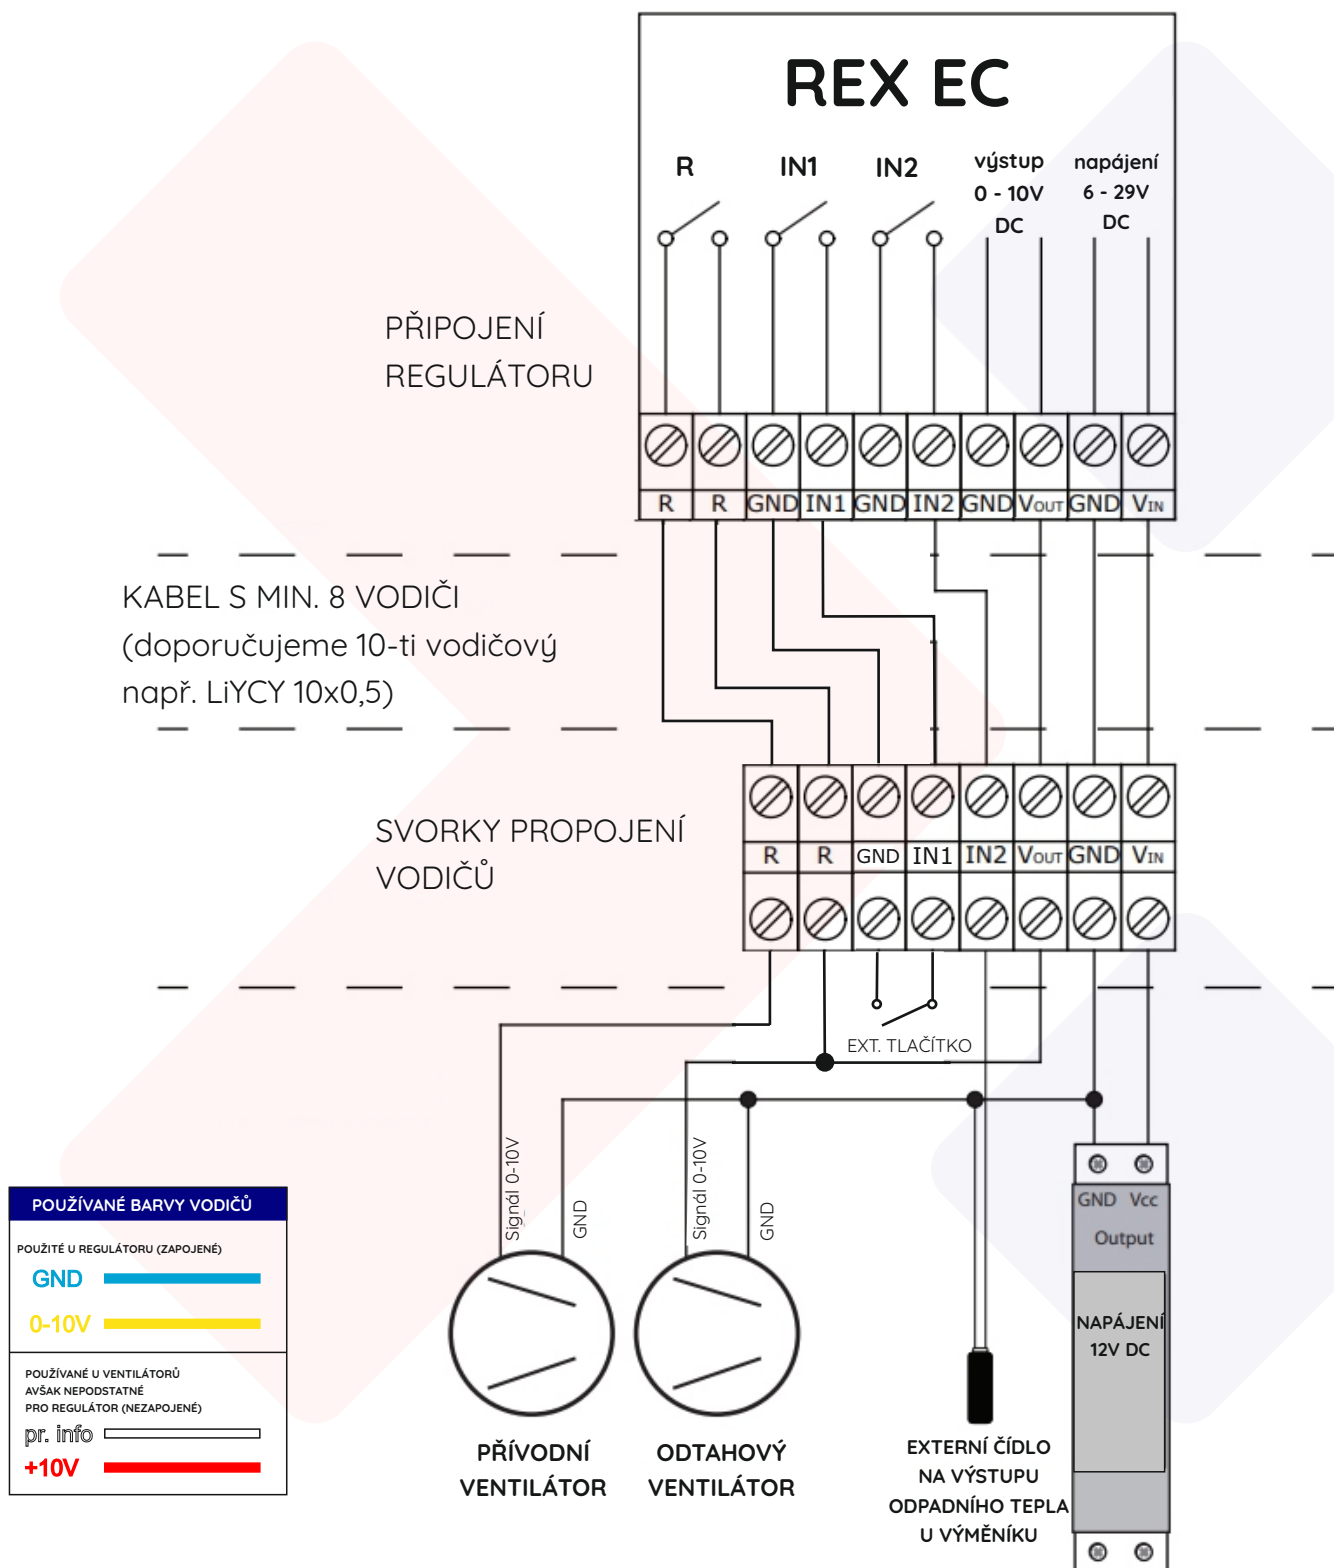 REX EC
R IN1 IN2 výstup 0 - 10V DC napájení 6 - 29V DC
PŘIPOJENÍ
REGULÁTORU
R R GND IN1 GND IN2 GND VOUT GND VIN
KABEL S MIN. 8 VODIČI
(doporučujeme 10-ti vodičový
např. LiYCY 10x0,5)
SVORKY PROPOJENÍ
VODIČŮ
R R GND IN1 IN2 VOUT GND VIN
EXT. TLAČÍTKO
Signál 0-10V
GND
Signál 0-10V
GND
GND Vcc
Output
NAPÁJENÍ
12V DC
POUŽÍVANÉ BARVY VODIČŮ
POUŽITÉ U REGULÁTORU (ZAPOJENÉ)
GND
0-10V
POUŽÍVANÉ U VENTILÁTORŮ
AVŠAK NEPODSTATNÉ
PRO REGULÁTOR (NEZAPOJENÉ)
pr. info
+10V
PŘÍVODNÍ
VENTILÁTOR
ODTAHOVÝ
VENTILÁTOR
EXTERNÍ ČÍDLO
NA VÝSTUPU
ODPADNÍHO TEPLA
U VÝMĚNÍKU